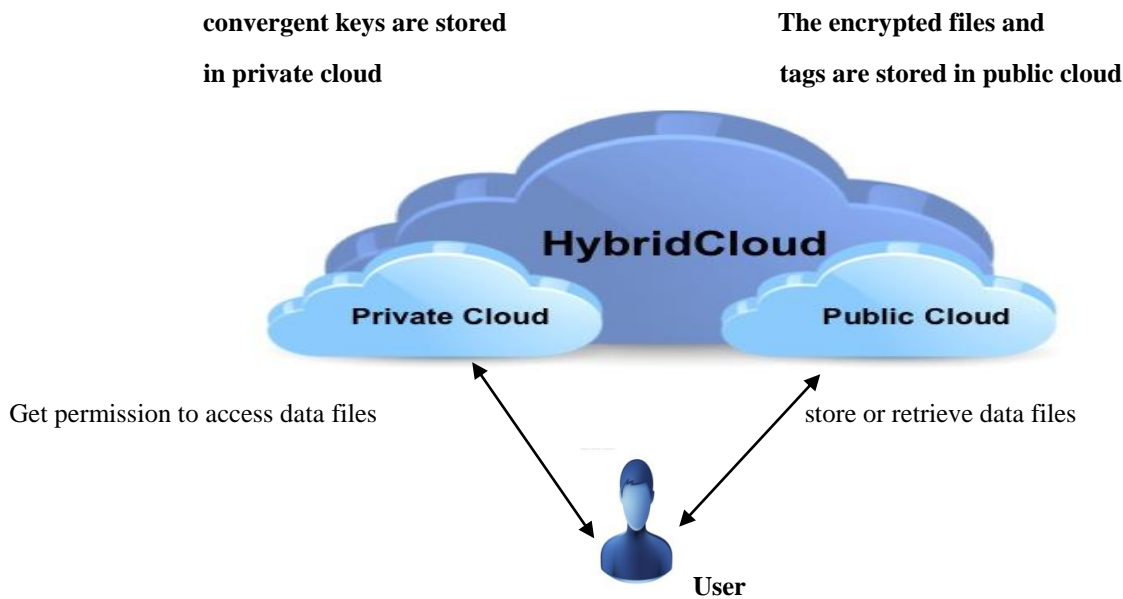 convergent keys are stored
in private cloud
The encrypted files and
tags are stored in public cloud
HybridCloud
Private Cloud
Public Cloud
Get permission to access data files
store or retrieve data files
User